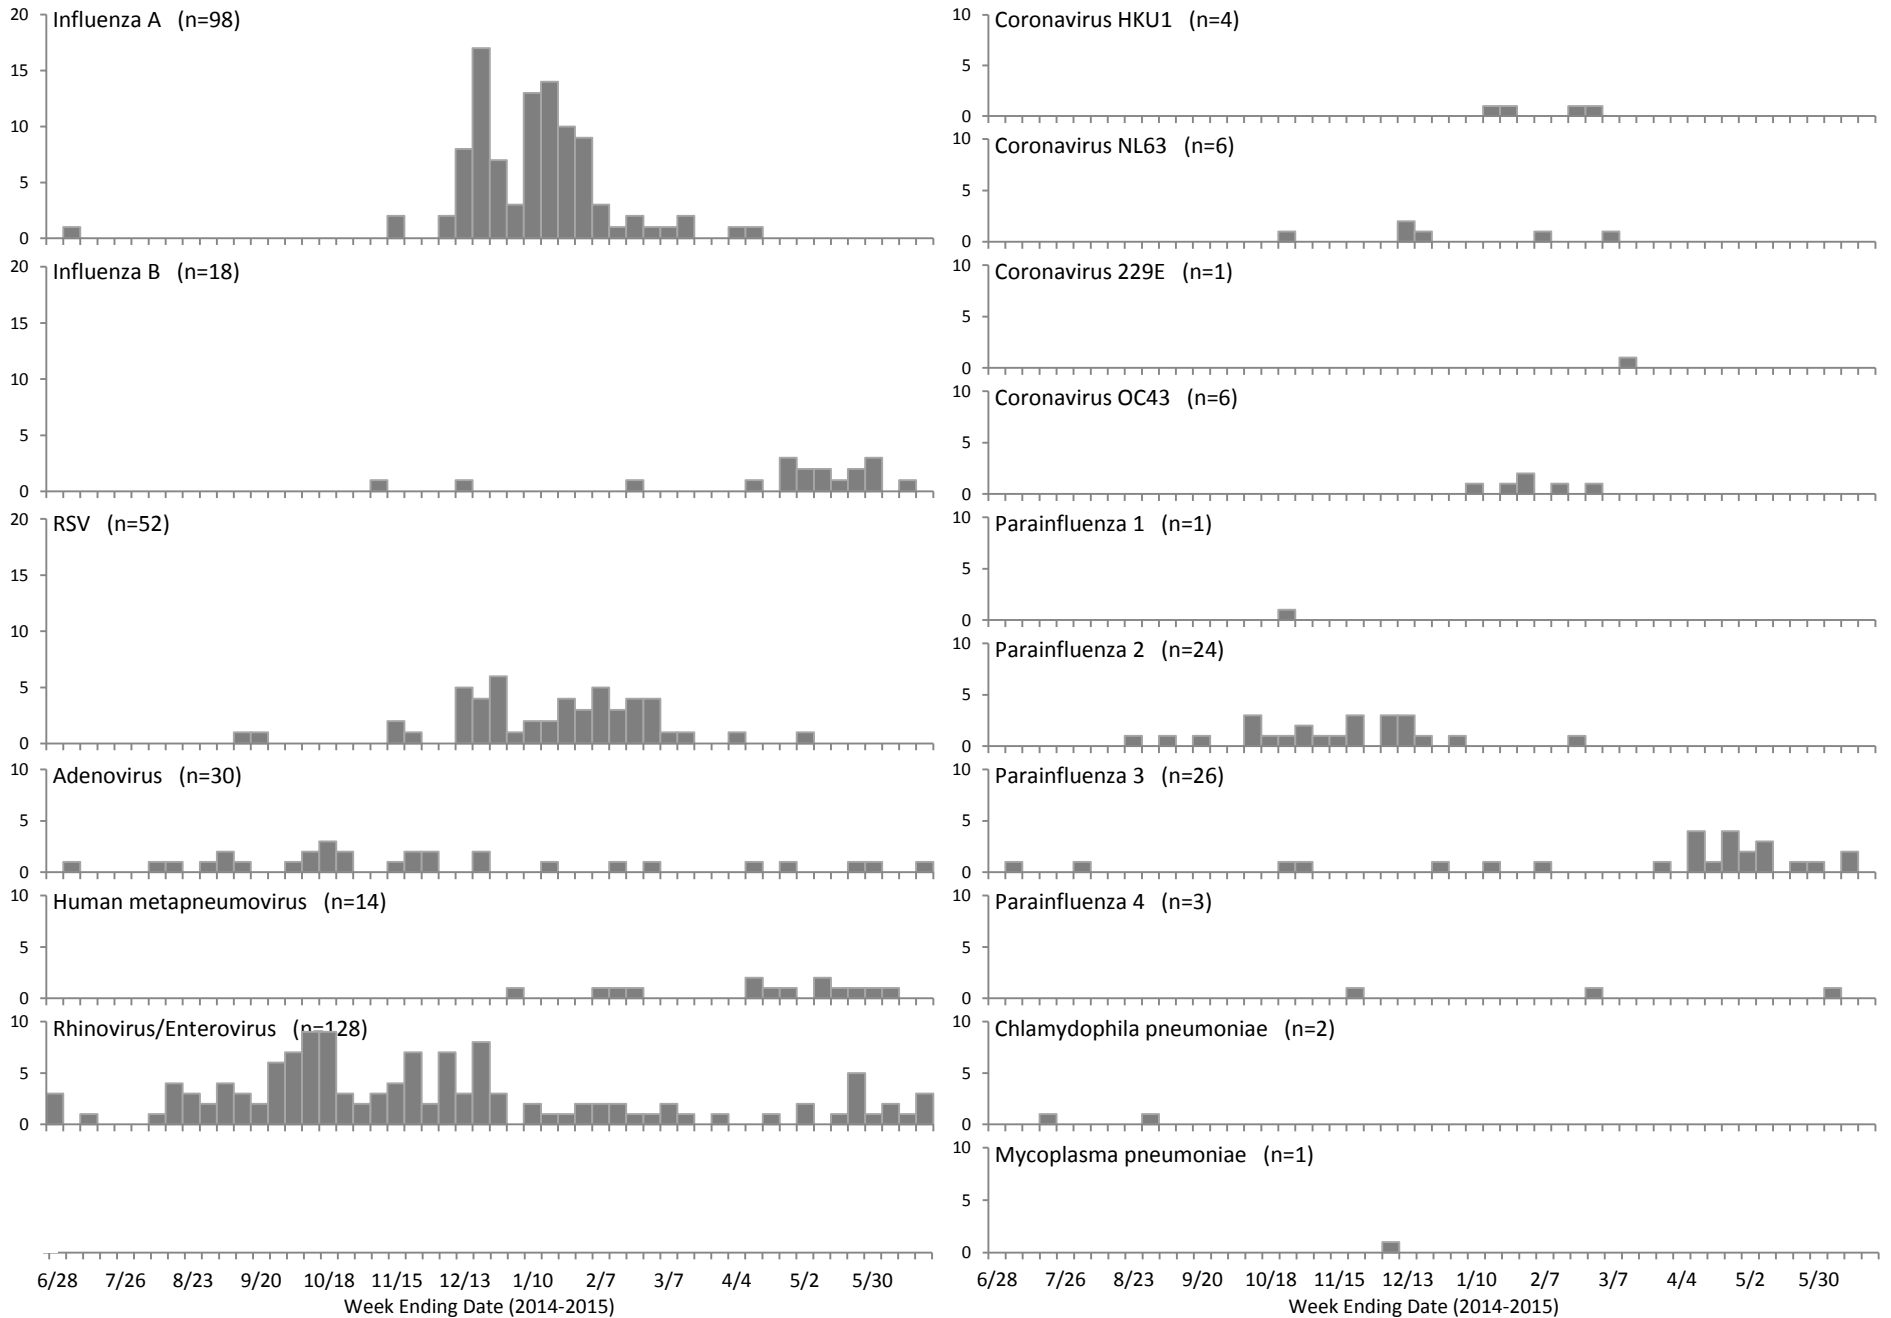 Influenza A (n=98)
20
15
10
5
0
Influenza B (n=18)
20
15
10
5
0
RSV (n=52)
20
15
10
5
0
Adenovirus (n=30)
10
5
0
Human metapneumovirus (n=14)
10
5
0
Rhinovirus/Enterovirus (n=128)
10
5
0
6/28 7/26 8/23 9/20 10/18 11/15 12/13 1/10 2/7 3/7 4/4 5/2 5/30
Week Ending Date (2014-2015)
Coronavirus HKU1 (n=4)
10
5
0
Coronavirus NL63 (n=6)
10
5
0
Coronavirus 229E (n=1)
10
5
0
Coronavirus OC43 (n=6)
10
5
0
Parainfluenza 1 (n=1)
10
5
0
Parainfluenza 2 (n=24)
10
5
0
Parainfluenza 3 (n=26)
10
5
0
Parainfluenza 4 (n=3)
10
5
0
Chlamydophila pneumoniae (n=2)
10
5
0
Mycoplasma pneumoniae (n=1)
10
5
0
6/28 7/26 8/23 9/20 10/18 11/15 12/13 1/10 2/7 3/7 4/4 5/2 5/30
Week Ending Date (2014-2015)